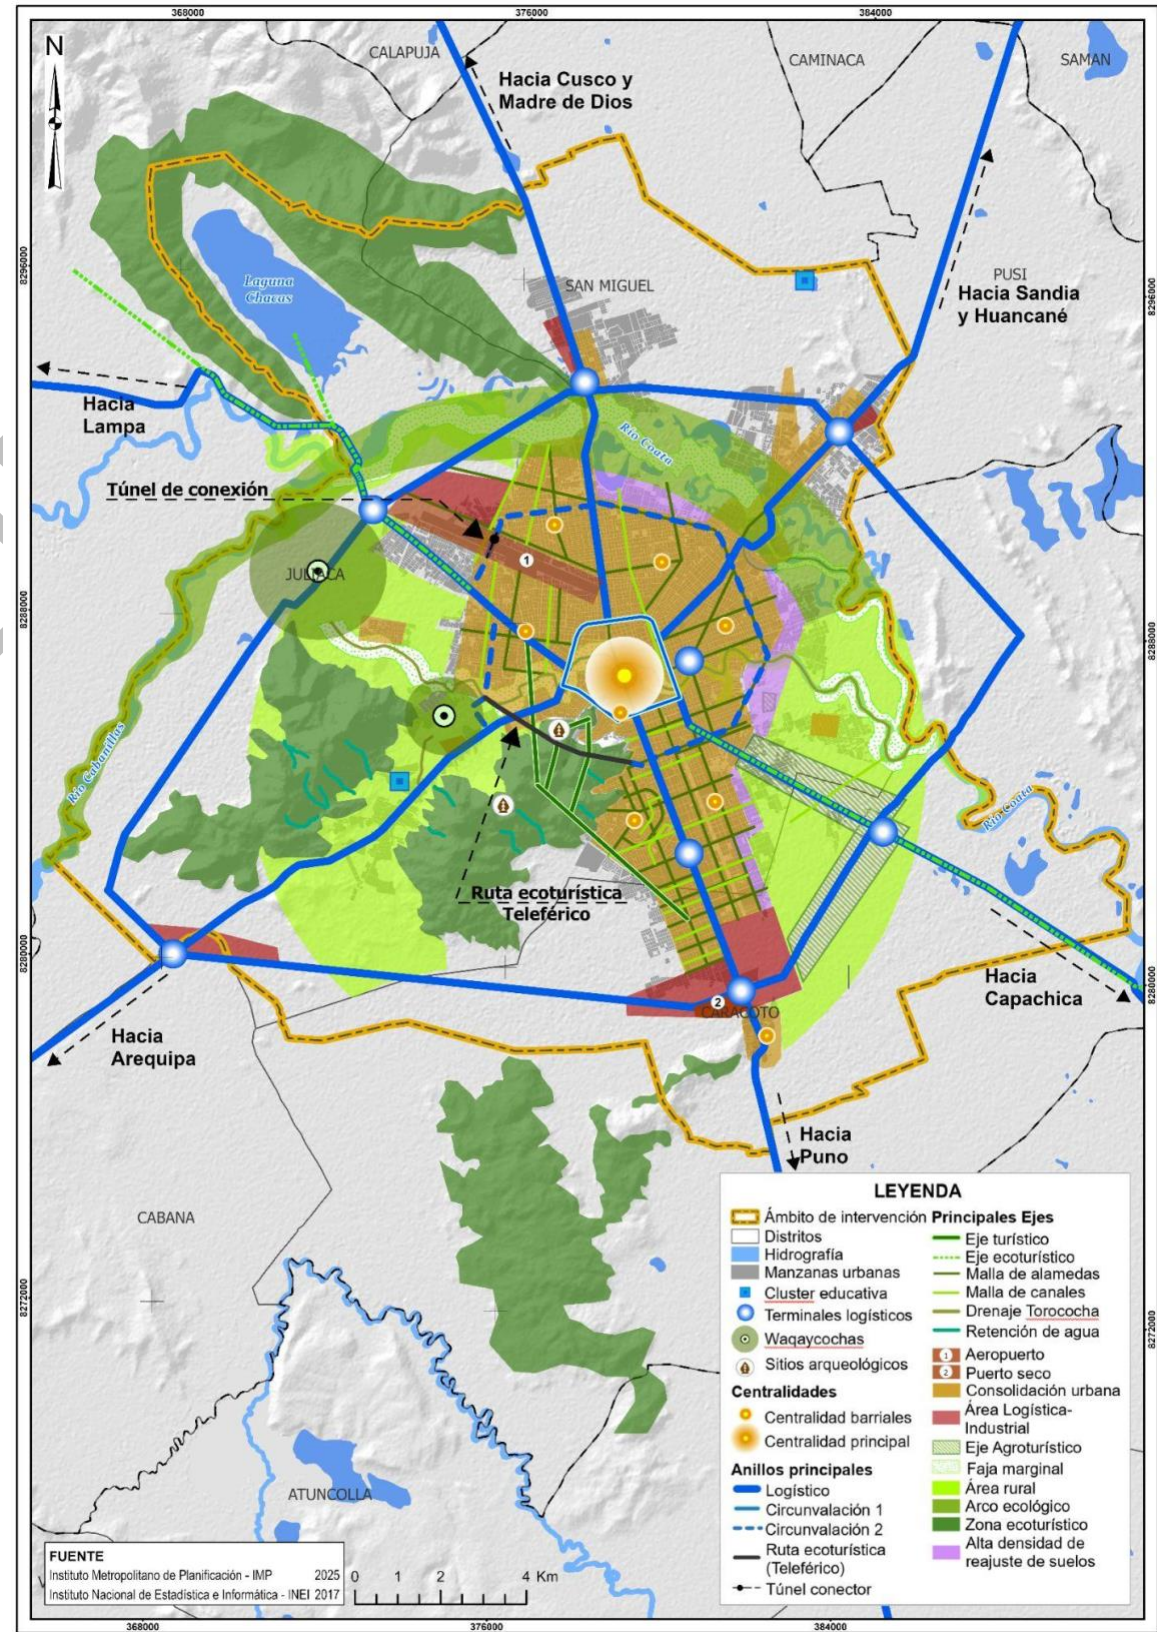 368000
376000
384000
N
CALAPUJA
CAMINACA
SAMAN
Hacia Cusco y
Madre de Dios
8296000
8296000
Laguna
Chacas
SAN MIGUEL
PUSI
Hacia Sandia
y Huancané
Hacia
Lampa
Río Coata
Túnel de conexión
1
JULIACA
8288000
8288000
Río Cabanillas
Río Coata
Ruta ecoturística
Teleférico
8280000
8280000
Hacia
Capachica
2
CARACOTO
Hacia
Arequipa
Hacia
Puno
CABANA
8272000
8272000
ATUNCOLLA
LEYENDA
Ámbito de intervención
Distritos
Hidrografía
Manzanas urbanas
Cluster educativa
Terminales logísticos
Waqaycochas
Sitios arqueológicos
Centralidades
Centralidad barriales
Centralidad principal
Anillos principales
Logístico
Circunvalación 1
Circunvalación 2
Ruta ecoturística
(Teleférico)
Túnel conector
Principales Ejes
Eje turístico
Eje ecoturístico
Malla de alamedas
Malla de canales
Drenaje Torococha
Retención de agua
1 Aeropuerto
2 Puerto seco
Consolidación urbana
Área Logística-
Industrial
Eje Agroturístico
Faja marginal
Área rural
Arco ecológico
Zona ecoturístico
Alta densidad de
reajuste de suelos
FUENTE
Instituto Metropolitano de Planificación - IMP 2025
Instituto Nacional de Estadística e Informática - INEI 2017
0 1 2 4 Km
368000
376000
384000